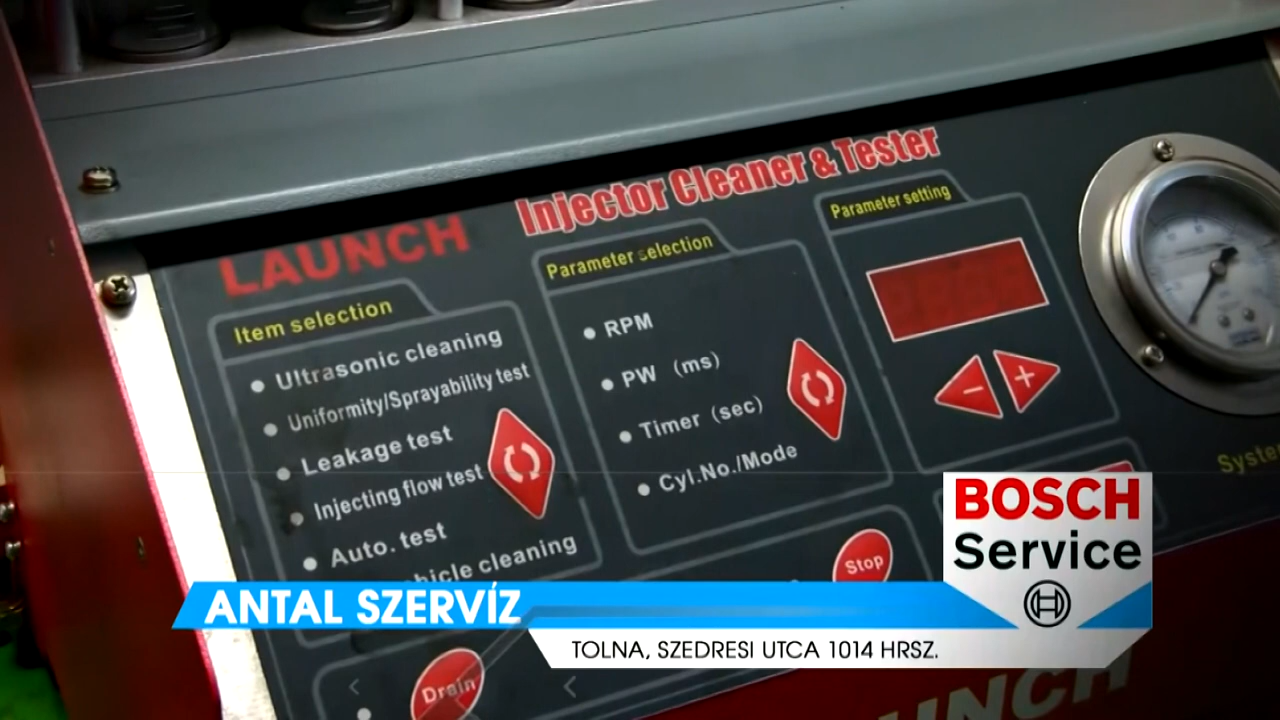 Injector Cleaner & Tester
LAUNCH
Item selection
Ultrasonic cleaning
Uniformity/Sprayability test
Leakage test
Injecting flow test
Auto. test
cleaning
Parameter selection
RPM
PW (ms)
Timer (sec)
Cyl.No./Mode
Parameter setting
- +
Stop
Drain
BOSCH
Service
ANTAL SZERVÍZ
TOLNA, SZEDRESI UTCA 1014 HRSZ.